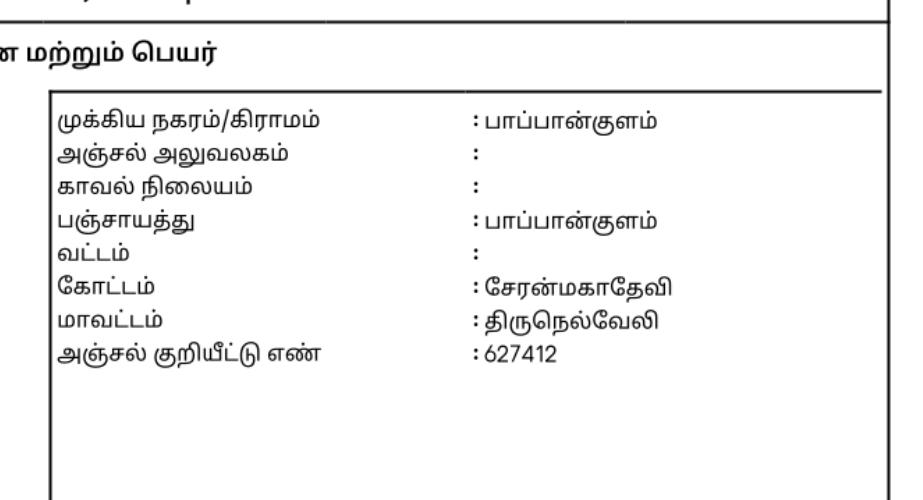 மற்றும் பெயர்
முக்கிய நகரம்/கிராமம் : பாப்பான்குளம்
அஞ்சல் அலுவலகம் :
காவல் நிலையம் :
பஞ்சாயத்து : பாப்பான்குளம்
வட்டம் :
கோட்டம் : சேரன்மகாதேவி
மாவட்டம் : திருநெல்வேலி
அஞ்சல் குறியீட்டு எண் : 627412